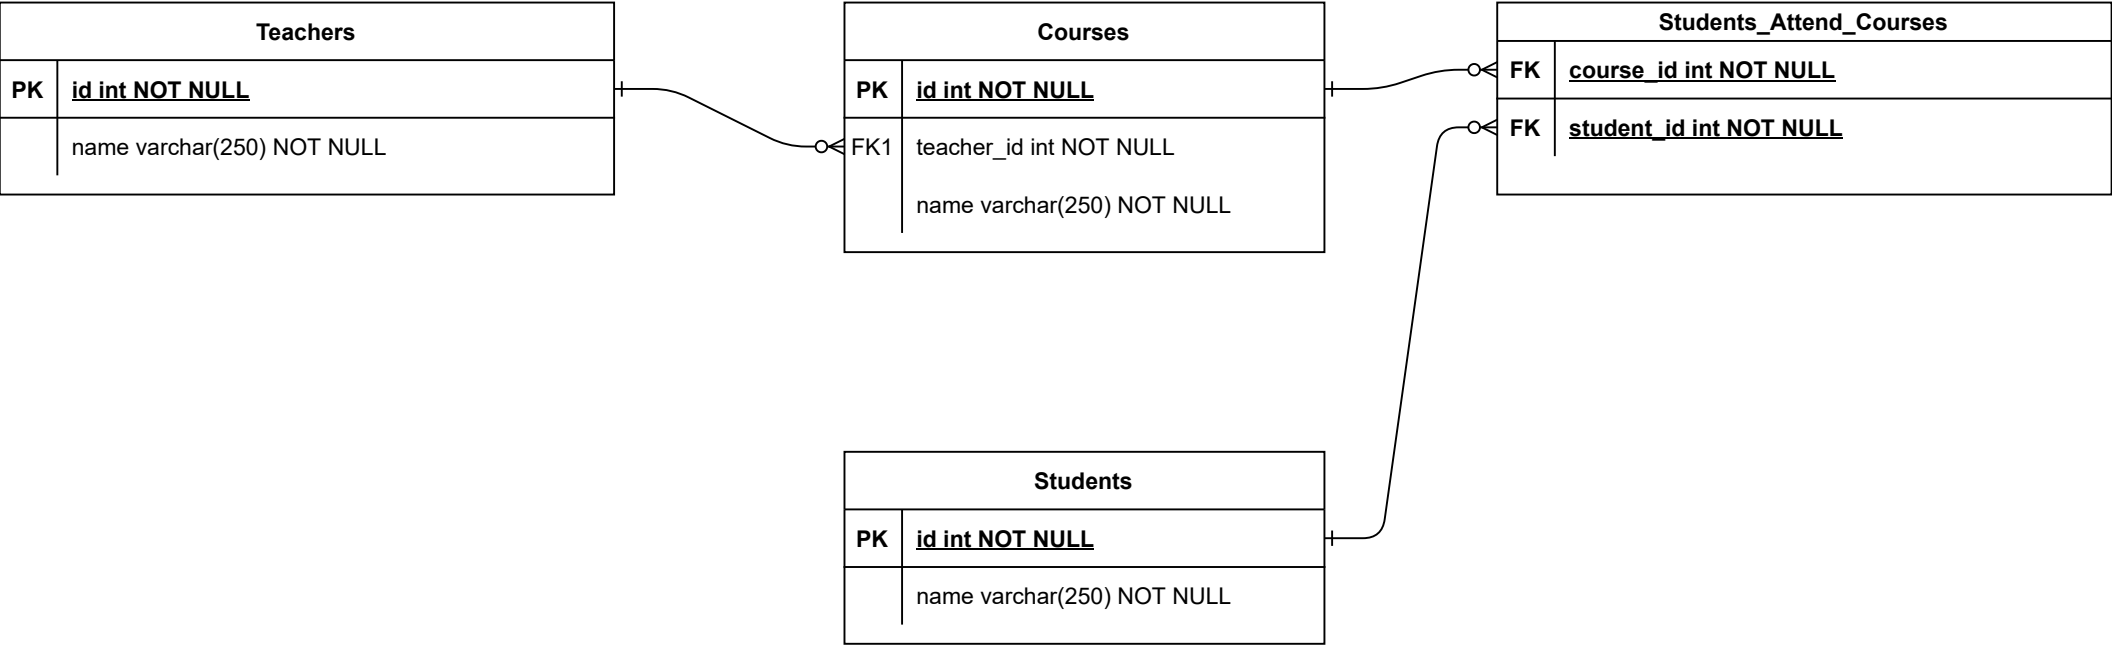 Teachers
PK id int NOT NULL
name varchar(250) NOT NULL
Courses
PK id int NOT NULL
FK1 teacher_id int NOT NULL
name varchar(250) NOT NULL
Students_Attend_Courses
FK course_id int NOT NULL
FK student_id int NOT NULL
Students
PK id int NOT NULL
name varchar(250) NOT NULL